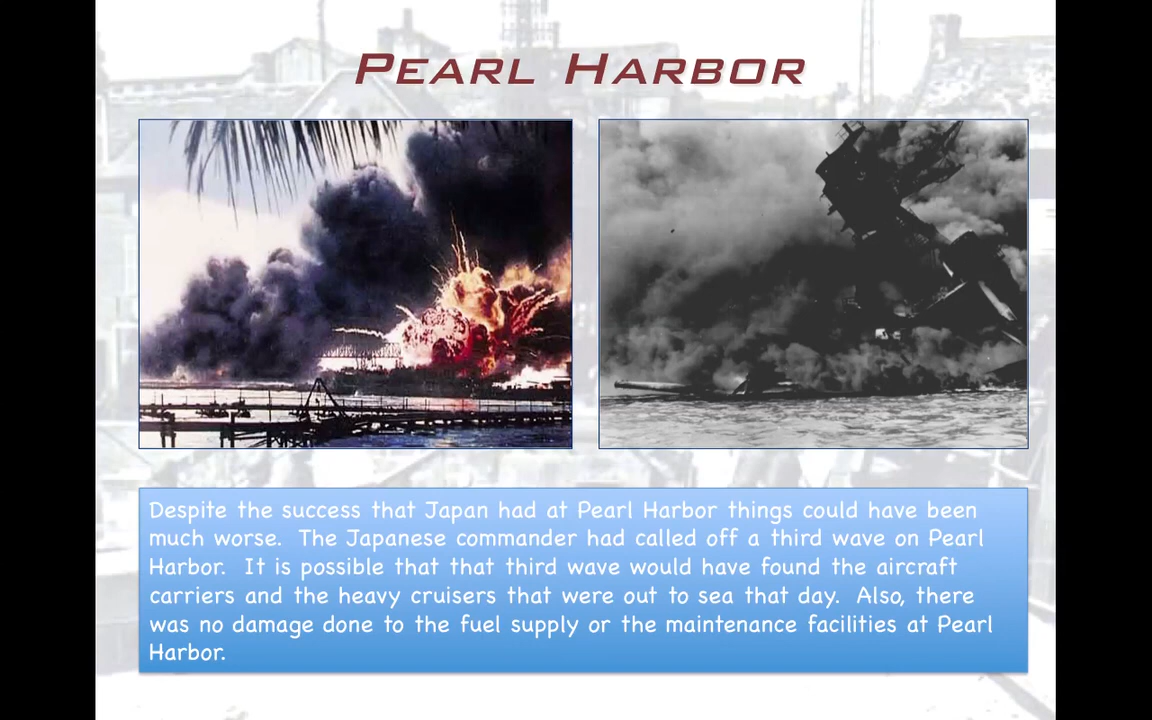 Pearl Harbor
Despite the success that Japan had at Pearl Harbor things could have been
much worse.  The Japanese commander had called off a third wave on Pearl
Harbor.  It is possible that that third wave would have found the aircraft
carriers and the heavy cruisers that were out to sea that day.  Also, there
was no damage done to the fuel supply or the maintenance facilities at Pearl
Harbor.